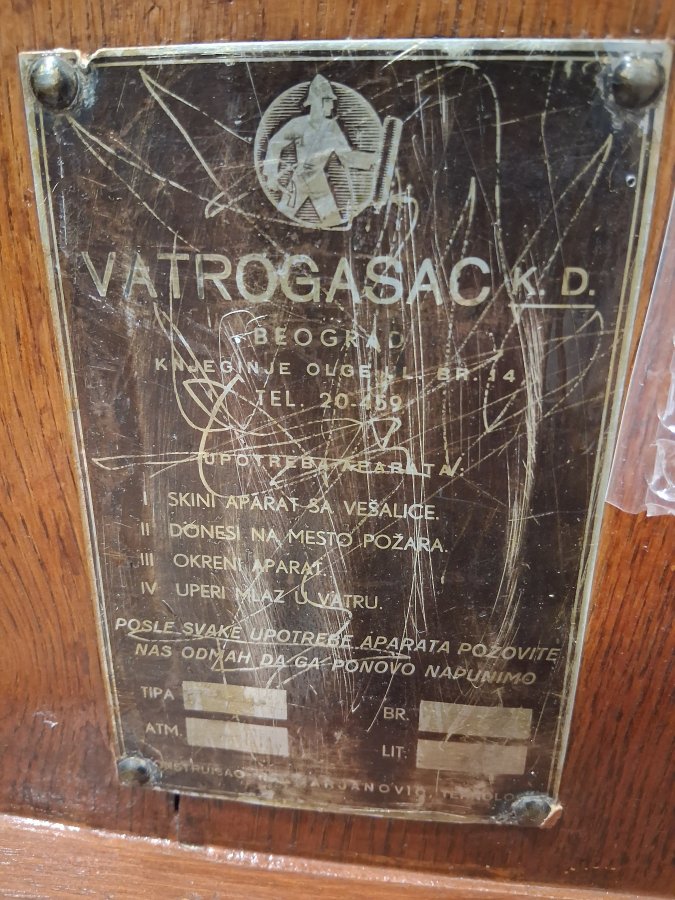 VATROGASAC K. D.
BEOGRAD
KNJEGINJE OLGE UL. BR. 14
TEL. 20-459
UPOTREBA APARATA:
I SKINI APARAT SA VEŠALICE.
II DONESI NA MESTO POŽARA.
III OKRENI APARAT.
IV UPERI MLAZ U VATRU.
POSLE SVAKE UPOTREBE APARATA POZOVITE
NAS ODMAH DA GA PONOVO NAPUNIMO
TIPA BR.
ATM. LIT.